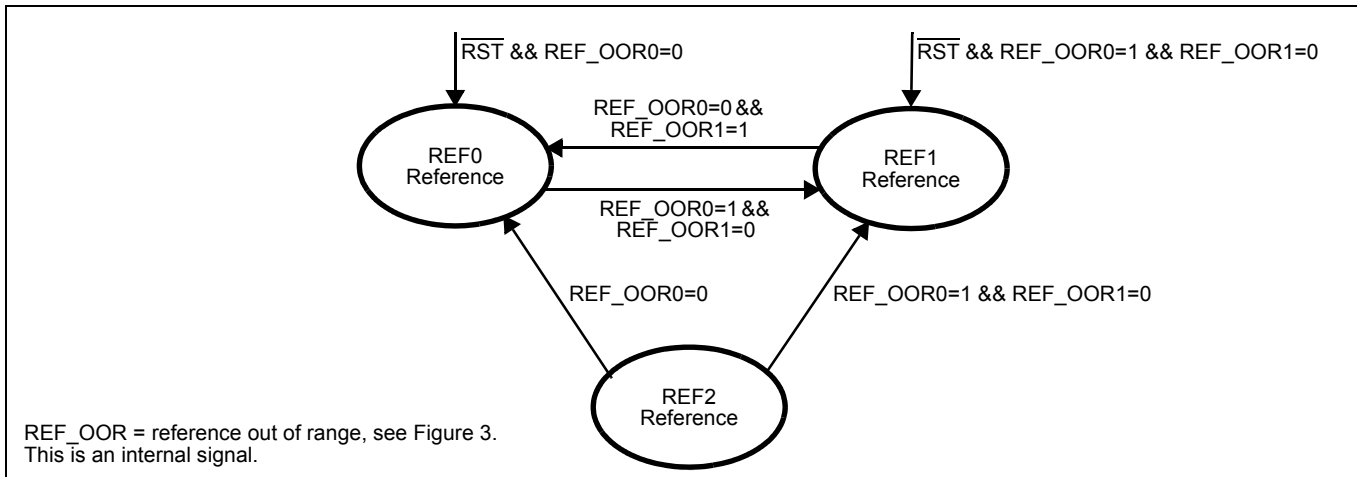 R̅S̅T̅ && REF_OOR0=0
R̅S̅T̅ && REF_OOR0=1 && REF_OOR1=0
REF_OOR0=0 &&
REF_OOR1=1
REF0
Reference
REF1
Reference
REF_OOR0=1 &&
REF_OOR1=0
REF_OOR0=0
REF_OOR0=1 && REF_OOR1=0
REF2
Reference
REF_OOR = reference out of range, see Figure 3.
This is an internal signal.